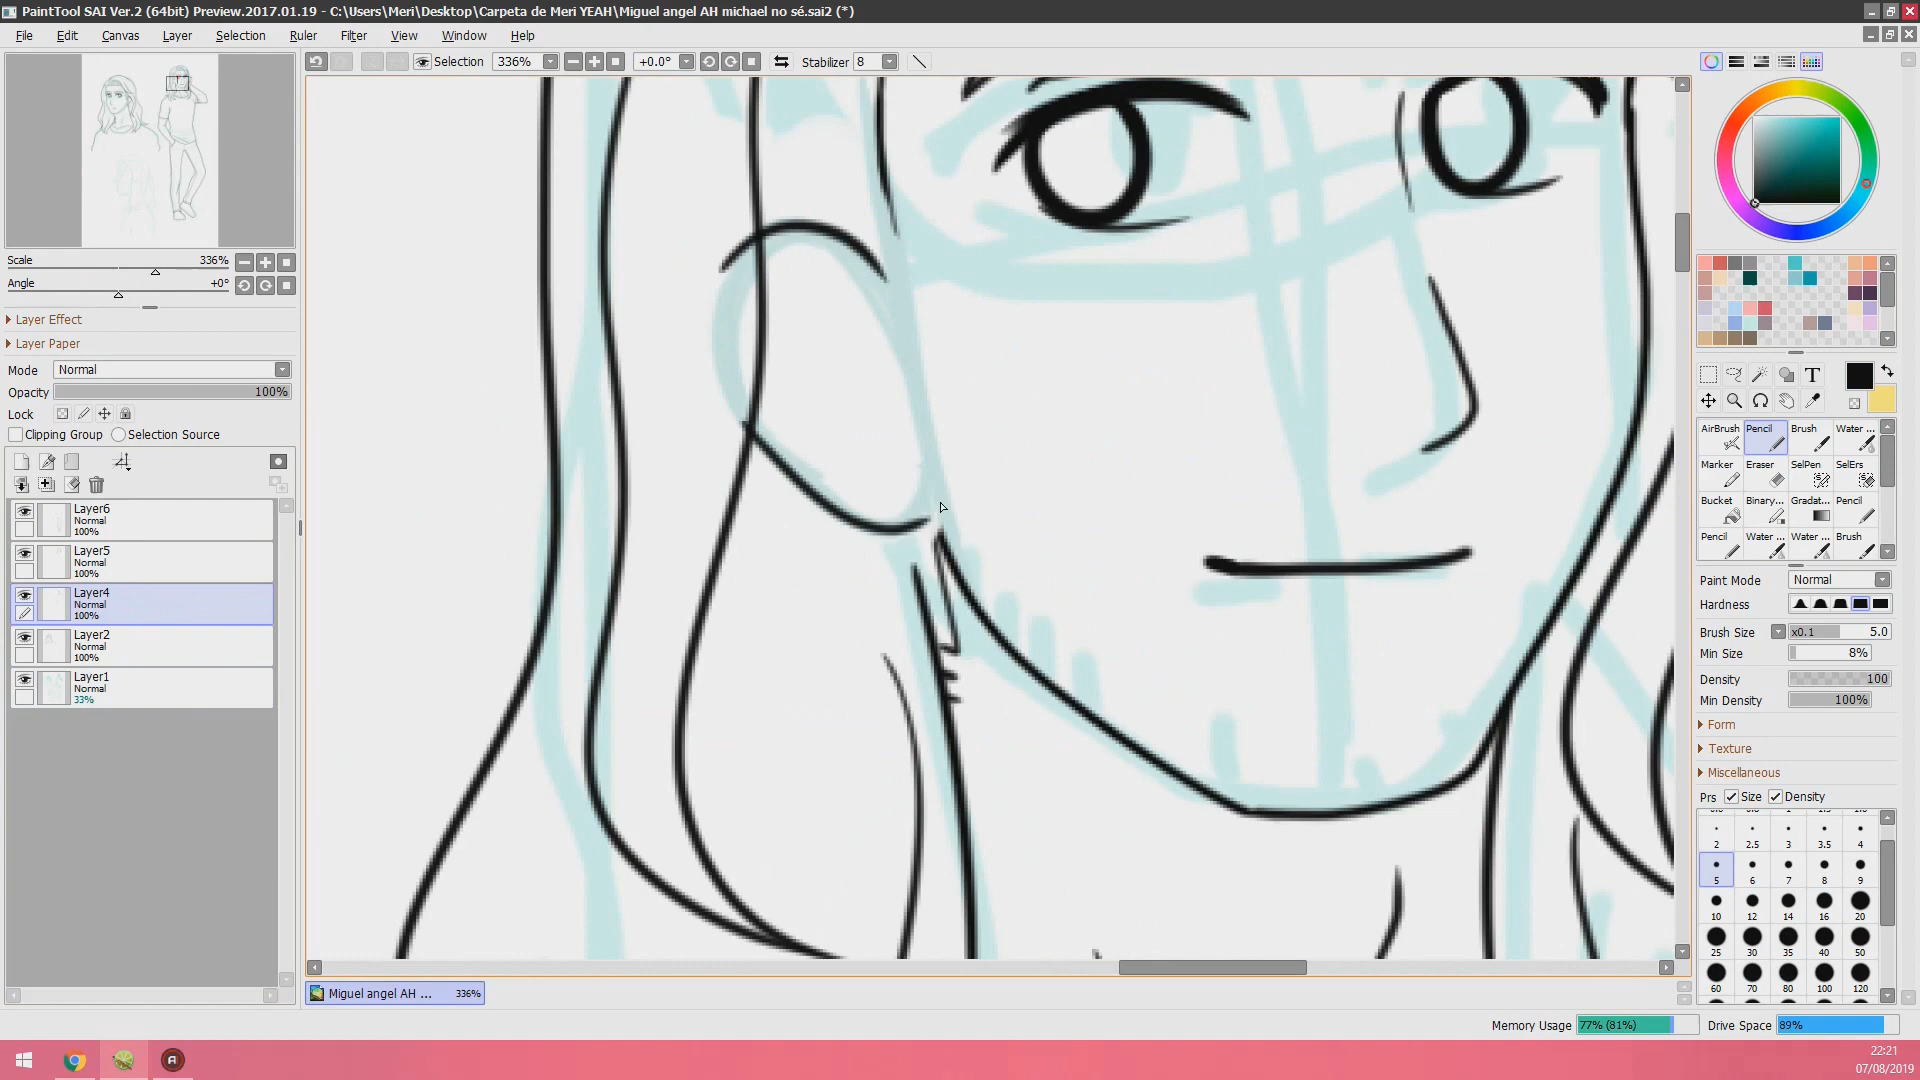 PaintTool SAI Ver.2 (64bit) Preview.2017.01.19 - C:\Users\Meri\Desktop\Carpeta de Meri YEAH\Miguel angel AH michael no sé.sai2 (*)
File Edit Canvas Layer Selection Ruler Filter View Window Help
Selection 336% +0.0° Stabilizer 8
Scale 336%
Angle +0°
Layer Effect
Layer Paper
Mode Normal
Opacity 100%
Lock
Clipping Group Selection Source
Layer6
Normal
100%
Layer5
Normal
100%
Layer4
Normal
100%
Layer2
Normal
100%
Layer1
Normal
33%
T
AirBrush Pencil Brush Water ...
Marker Eraser SelPen SelErs
Bucket Binary... Gradat... Pencil
Pencil Water ... Water ... Brush
Paint Mode Normal
Hardness
Brush Size x0.1 5.0
Min Size 8%
Density 100
Min Density 100%
Form
Texture
Miscellaneous
Prs Size Density
2 2.5 3 3.5 4
5 6 7 8 9
10 12 14 16 20
25 30 35 40 50
60 70 80 100 120
Miguel angel AH ... 336%
Memory Usage 77% (81%) Drive Space 89%
22:21
07/08/2019